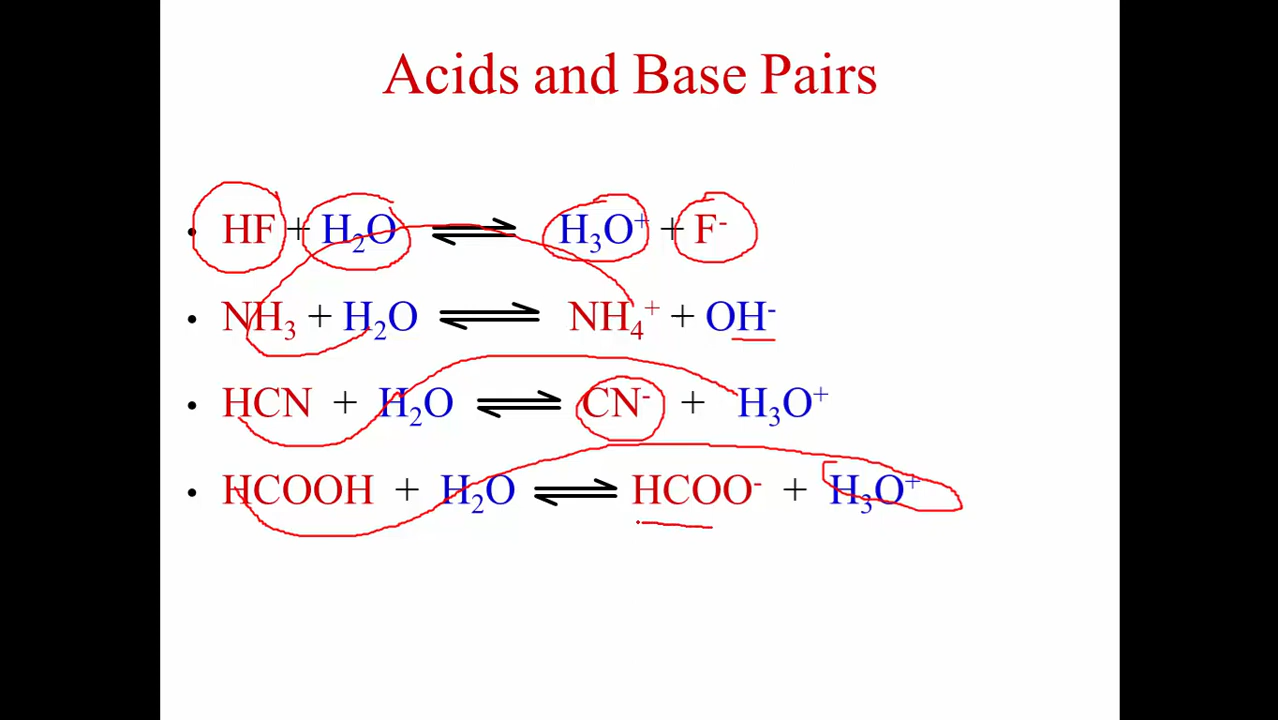 Acids and Base Pairs
• HF + H₂O ⇌ H₃O⁺ + F⁻
• NH₃ + H₂O ⇌ NH₄⁺ + OH⁻
• HCN + H₂O ⇌ CN⁻ + H₃O⁺
• HCOOH + H₂O ⇌ HCOO⁻ + H₃O⁺